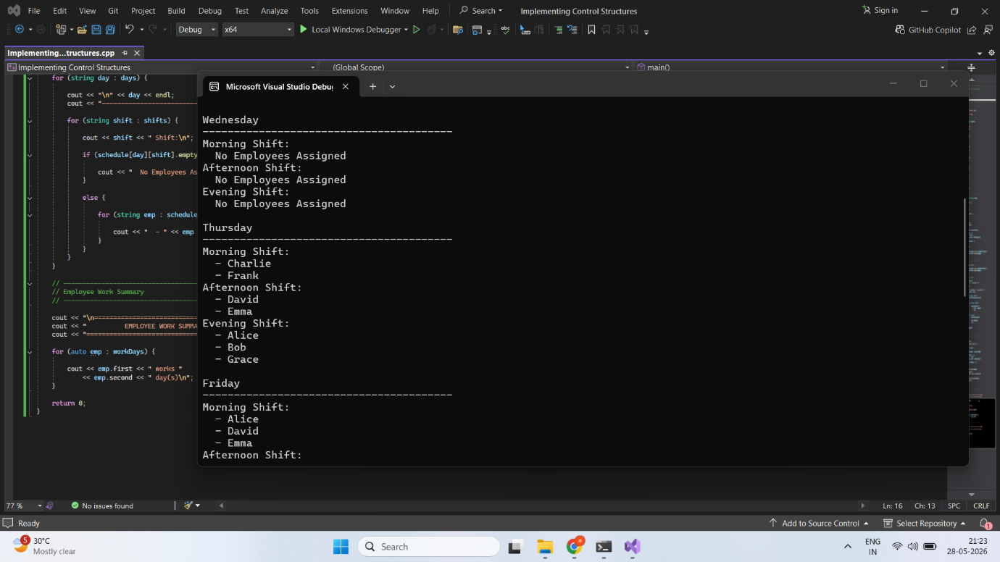 File Edit View Git Project Build Debug Test Analyze Tools Extensions Window Help Search Implementing Control Structures Sign in
Debug x64 Local Windows Debugger GitHub Copilot
Implementing...tructures.cpp
Implementing Control Structures (Global Scope) main()
for (string day : days) {
cout << "\n" << day << endl;
cout << "-------------------------
for (string shift : shifts) {
cout << shift << " Shift:\n";
if (schedule[day][shift].empty
cout << "  No Employees As
}
else {
for (string emp : schedule
cout << "  - " << emp
}
}
}
}
// -----------------------------------
// Employee Work Summary
// -----------------------------------
cout << "\n===========================
cout << "          EMPLOYEE WORK SUMMA
cout << "=============================
for (auto emp : workDays) {
cout << emp.first << " works "
<< emp.second << " day(s)\n";
}
return 0;
}
Microsoft Visual Studio Debu
Wednesday
----------------------------------------
Morning Shift:
  No Employees Assigned
Afternoon Shift:
  No Employees Assigned
Evening Shift:
  No Employees Assigned
Thursday
----------------------------------------
Morning Shift:
  - Charlie
  - Frank
Afternoon Shift:
  - David
  - Emma
Evening Shift:
  - Alice
  - Bob
  - Grace
Friday
----------------------------------------
Morning Shift:
  - Alice
  - David
  - Emma
Afternoon Shift:
77 % No issues found Ln: 16 Ch: 13 SPC CRLF
Ready Add to Source Control Select Repository 1
5 30°C
Mostly clear
Search
ENG
IN
21:23
28-05-2026